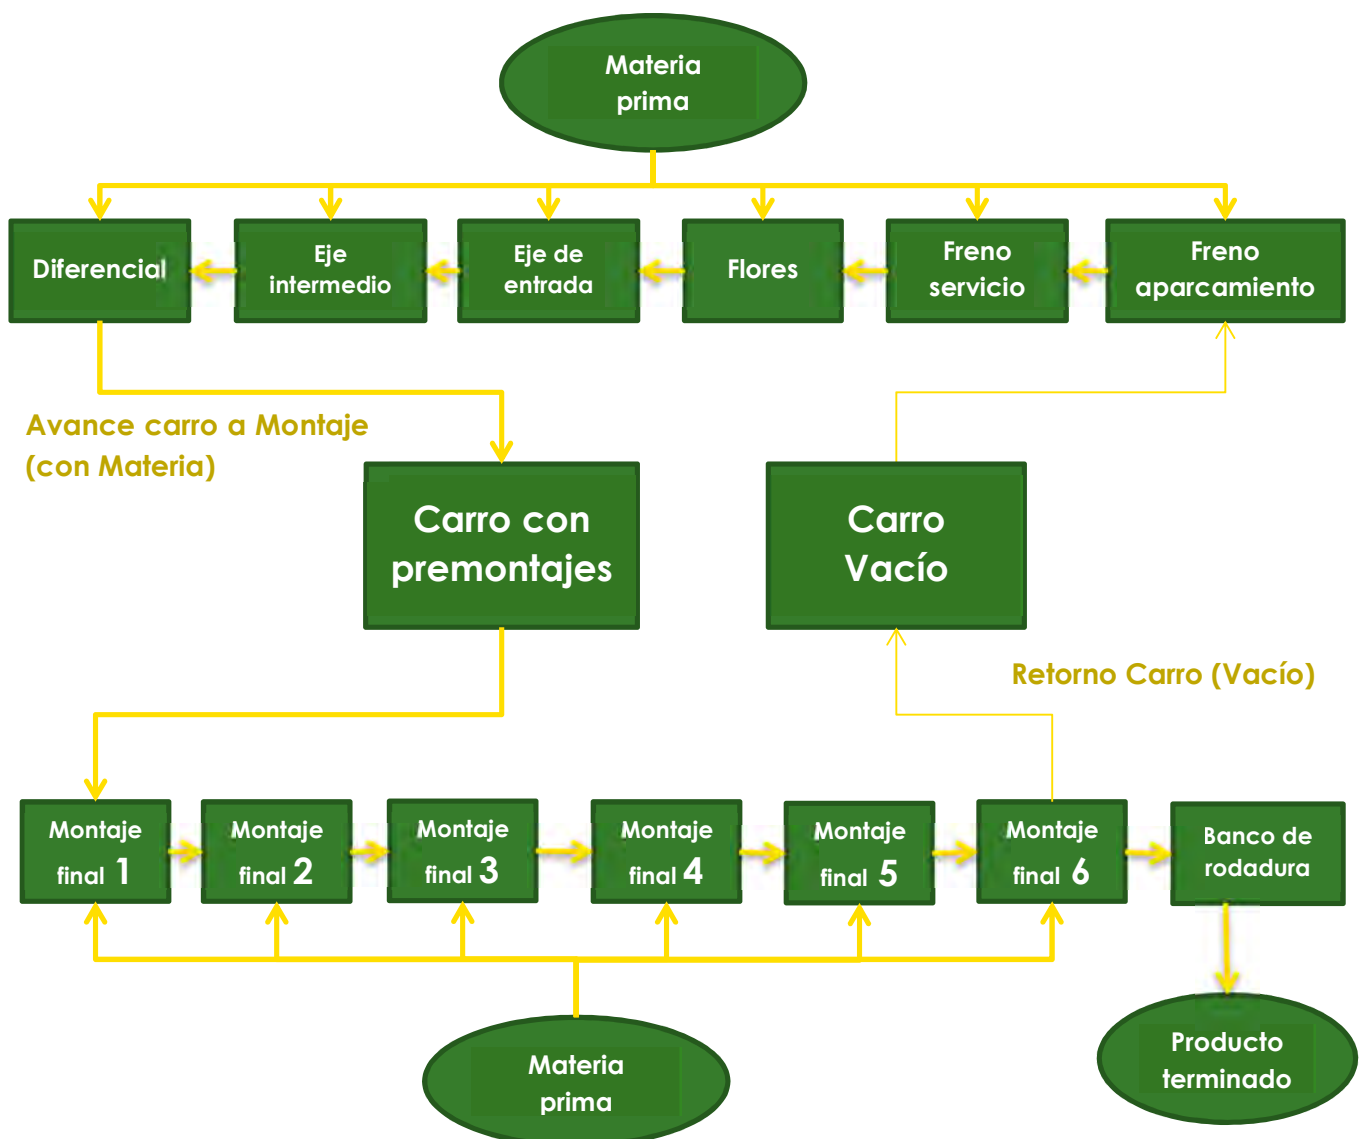 Materia
prima
Diferencial
Eje
intermedio
Eje de
entrada
Flores
Freno
servicio
Freno
aparcamiento
Avance carro a Montaje
(con Materia)
Carro con
premontajes
Carro
Vacío
Retorno Carro (Vacío)
Montaje
final 1
Montaje
final 2
Montaje
final 3
Montaje
final 4
Montaje
final 5
Montaje
final 6
Banco de
rodadura
Materia
prima
Producto
terminado